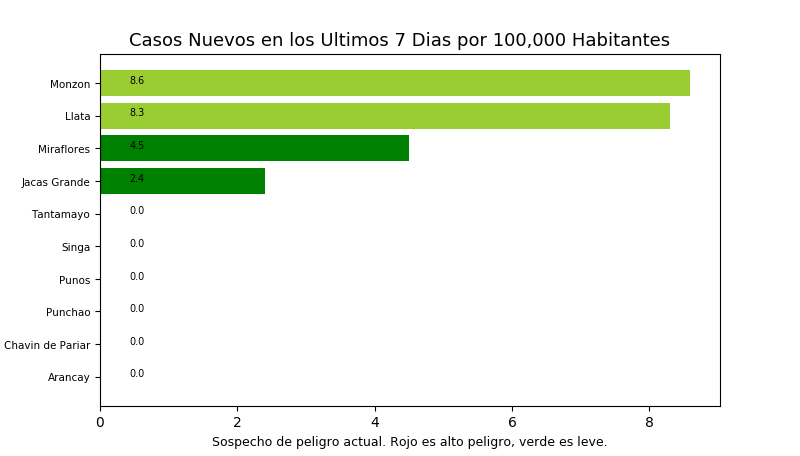 Casos Nuevos en los Ultimos 7 Dias por 100,000 Habitantes
Monzon 8.6
Llata 8.3
Miraflores 4.5
Jacas Grande 2.4
Tantamayo 0.0
Singa 0.0
Punos 0.0
Punchao 0.0
Chavin de Pariar 0.0
Arancay 0.0
0 2 4 6 8
Sospecho de peligro actual. Rojo es alto peligro, verde es leve.